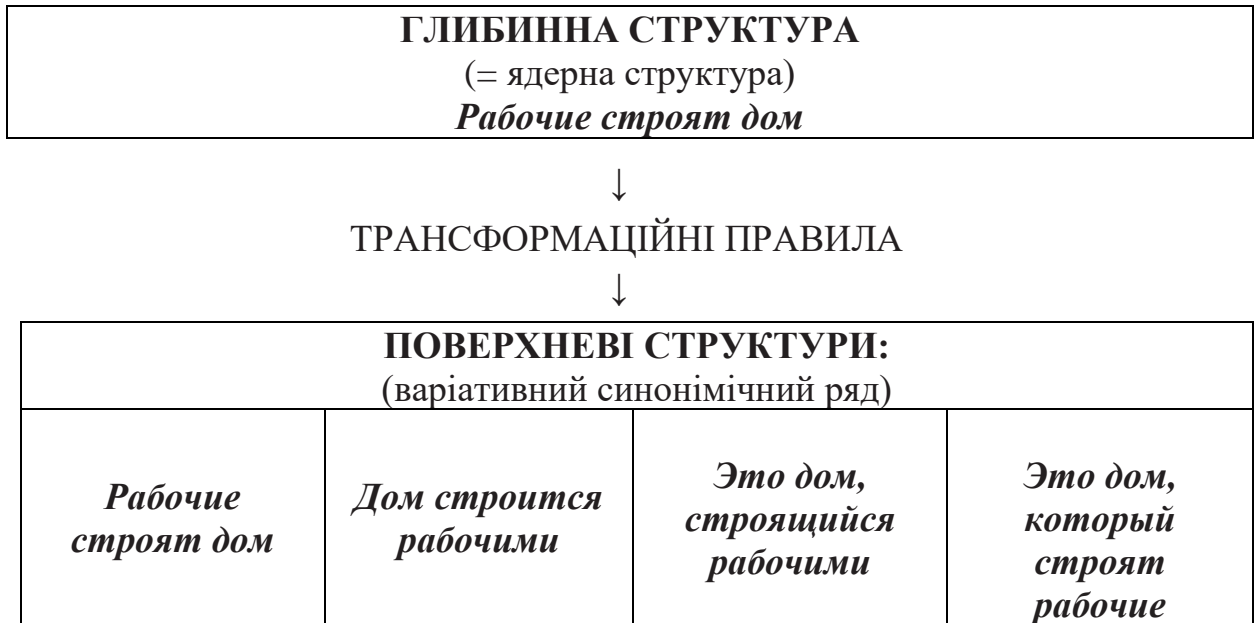 ГЛИБИННА СТРУКТУРА
(= ядерна структура)
Рабочие строят дом
↓
ТРАНСФОРМАЦІЙНІ ПРАВИЛА
↓
ПОВЕРХНЕВІ СТРУКТУРИ:
(варіативний синонімічний ряд)
Рабочие
строят дом
Дом строится
рабочими
Это дом,
строящийся
рабочими
Это дом,
который
строят
рабочие